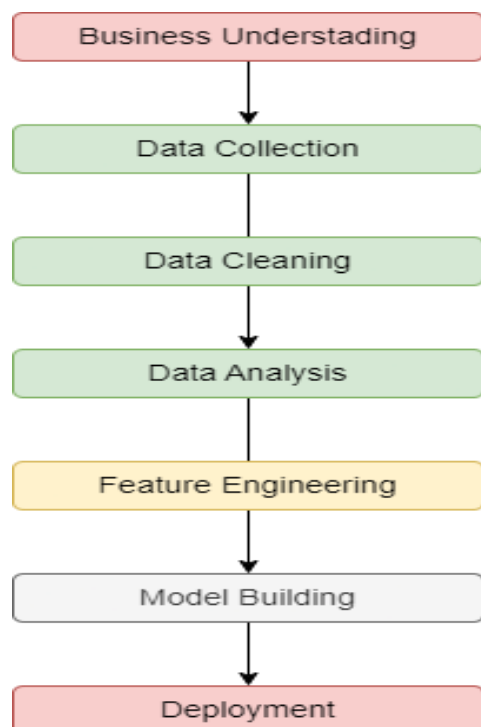 Business Understading
Data Collection
Data Cleaning
Data Analysis
Feature Engineering
Model Building
Deployment